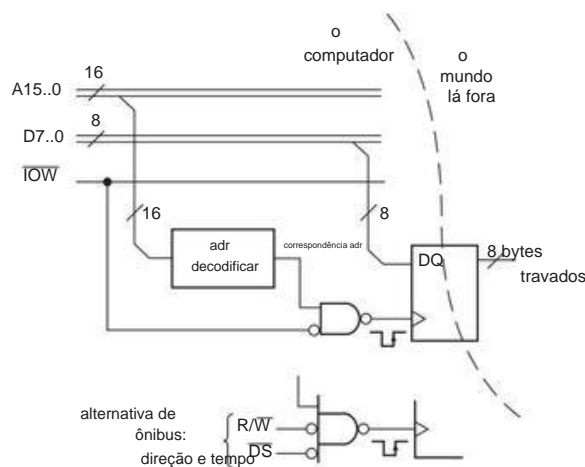 o
computador
o
mundo
lá fora
16
A15..0
8
D7..0
IOW
16
8
adr
decodificar
correspondência adr
DQ
8 bytes
travados
alternativa de
ônibus:
direção e tempo
R/W
DS